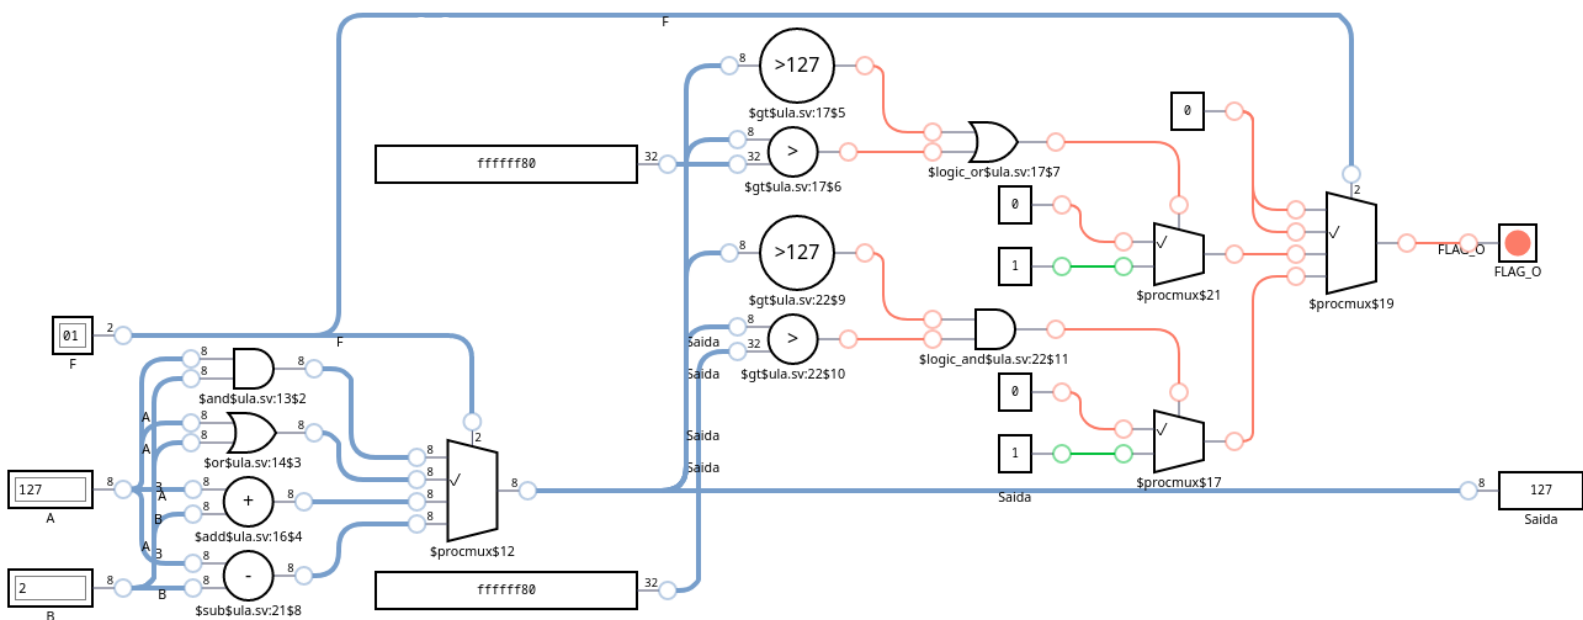 F
8
>127
$gt$ula.sv:17$5
0
8
ffffff80
32
32
>
$gt$ula.sv:17$6
$logic_or$ula.sv:17$7
2
0
✓
1
✓
$procmux$21
FLAG_O
FLAG_O
$procmux$19
8
>127
$gt$ula.sv:22$9
01
2
F
F
8
Saida
32
>
$gt$ula.sv:22$10
$logic_and$ula.sv:22$11
8
8
8
$and$ula.sv:13$2
Saida
0
✓
1
$procmux$17
A
8
8
8
A
$or$ula.sv:14$3
2
Saida
Saida
8
8
✓
8
8
$procmux$12
8
127
8
A
B
A
8
8
+
8
B
$add$ula.sv:16$4
Saida
8
127
Saida
A
B
8
8
-
8
B
$sub$ula.sv:21$8
2
8
B
ffffff80
32